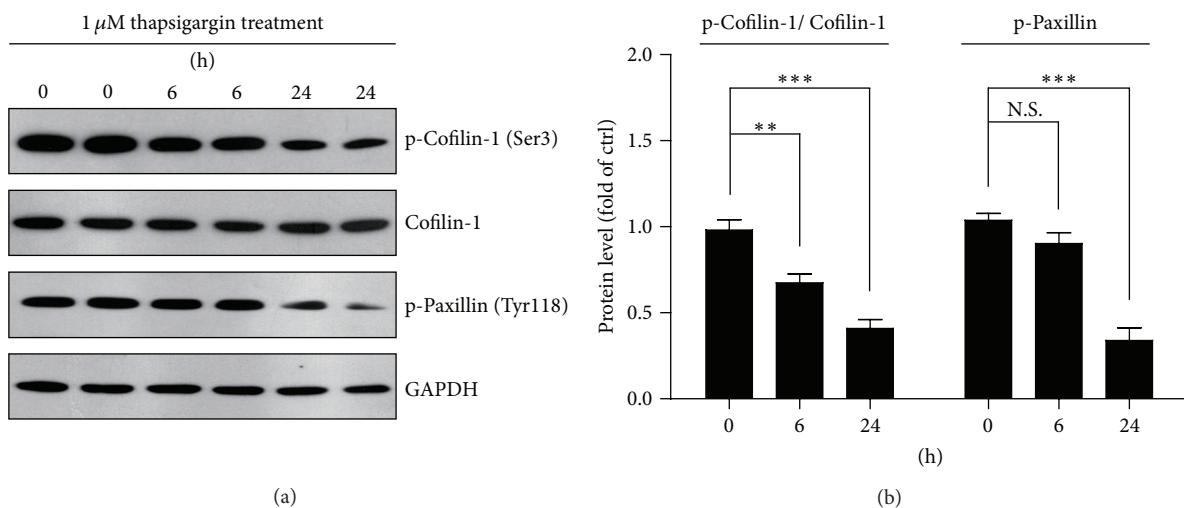 1 μM thapsigargin treatment
(h)
0 0 6 6 24 24
p-Cofilin-1 (Ser3)
Cofilin-1
p-Paxillin (Tyr118)
GAPDH
(a)
p-Cofilin-1/ Cofilin-1
p-Paxillin
Protein level (fold of ctrl)
2.0
1.5
1.0
0.5
0.0
***
**
***
N.S.
0 6 24 0 6 24
(h)
(b)